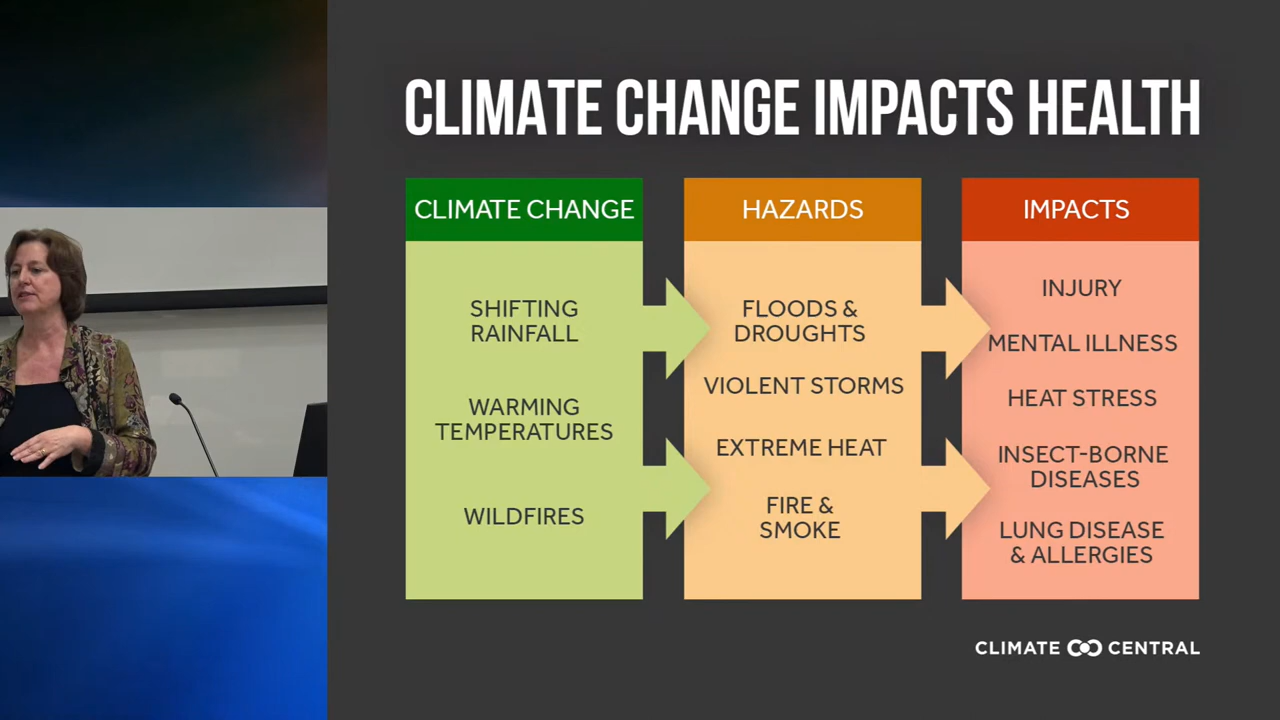 CLIMATE CHANGE IMPACTS HEALTH
CLIMATE CHANGE
SHIFTING
RAINFALL
WARMING
TEMPERATURES
WILDFIRES
HAZARDS
FLOODS &
DROUGHTS
VIOLENT STORMS
EXTREME HEAT
FIRE &
SMOKE
IMPACTS
INJURY
MENTAL ILLNESS
HEAT STRESS
INSECT-BORNE
DISEASES
LUNG DISEASE
& ALLERGIES
CLIMATE CENTRAL